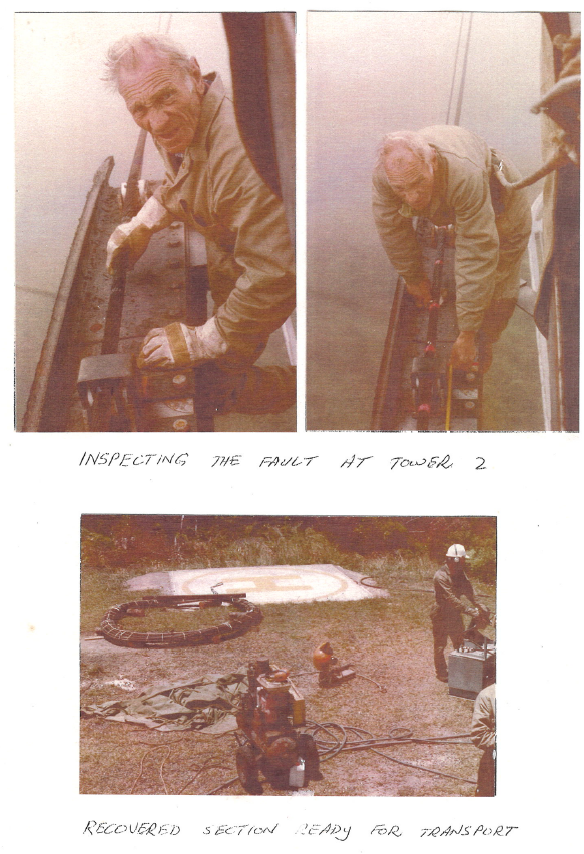 INSPECTING THE FAULT AT TOWER 2
H
RECOVERED SECTION READY FOR TRANSPORT